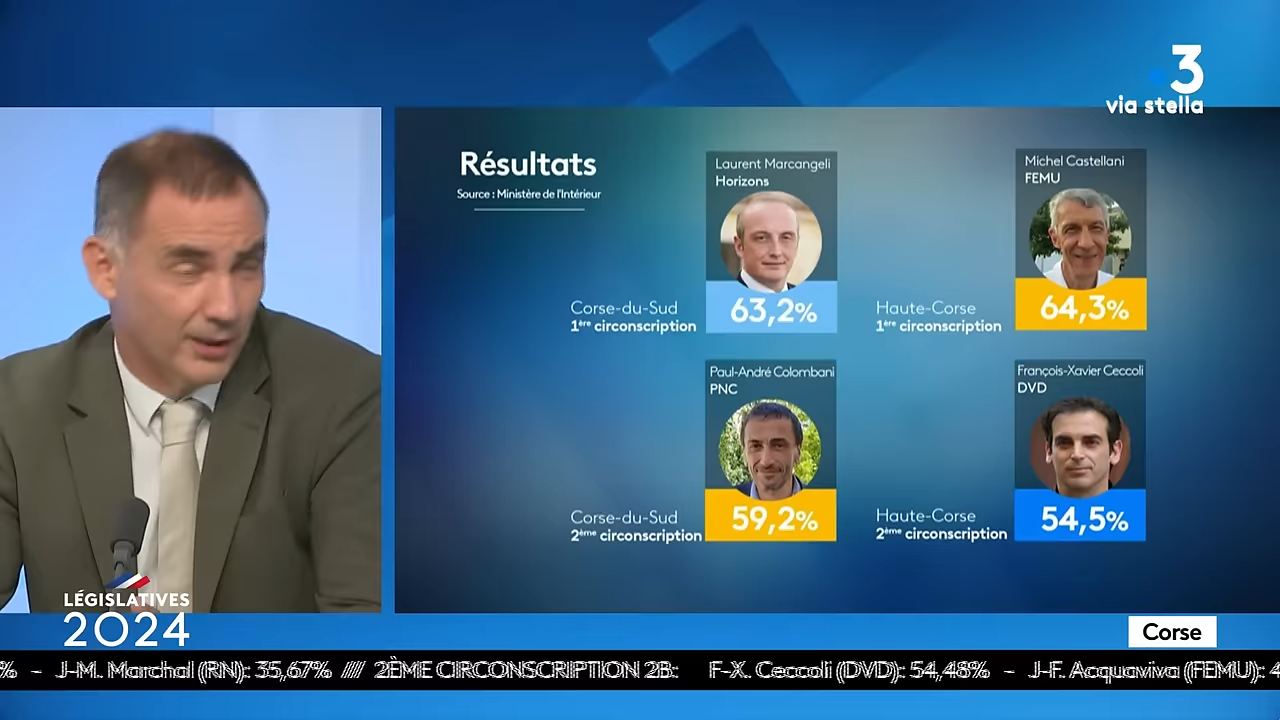 3
via stella
Résultats
Source : Ministère de l'Intérieur
Laurent Marcangeli
Horizons
Corse-du-Sud
1ère circonscription
63,2%
Michel Castellani
FEMU
Haute-Corse
1ère circonscription
64,3%
Paul-André Colombani
PNC
Corse-du-Sud
2ème circonscription
59,2%
François-Xavier Ceccoli
DVD
Haute-Corse
2ème circonscription
54,5%
LÉGISLATIVES
2024
Corse
% - J-M. Marchal (RN): 35,67% //// 2ÈME CIRCONSCRIPTION 2B: F-X. Ceccoli (DVD): 54,48% - J-F. Acquaviva (FEMU): 4